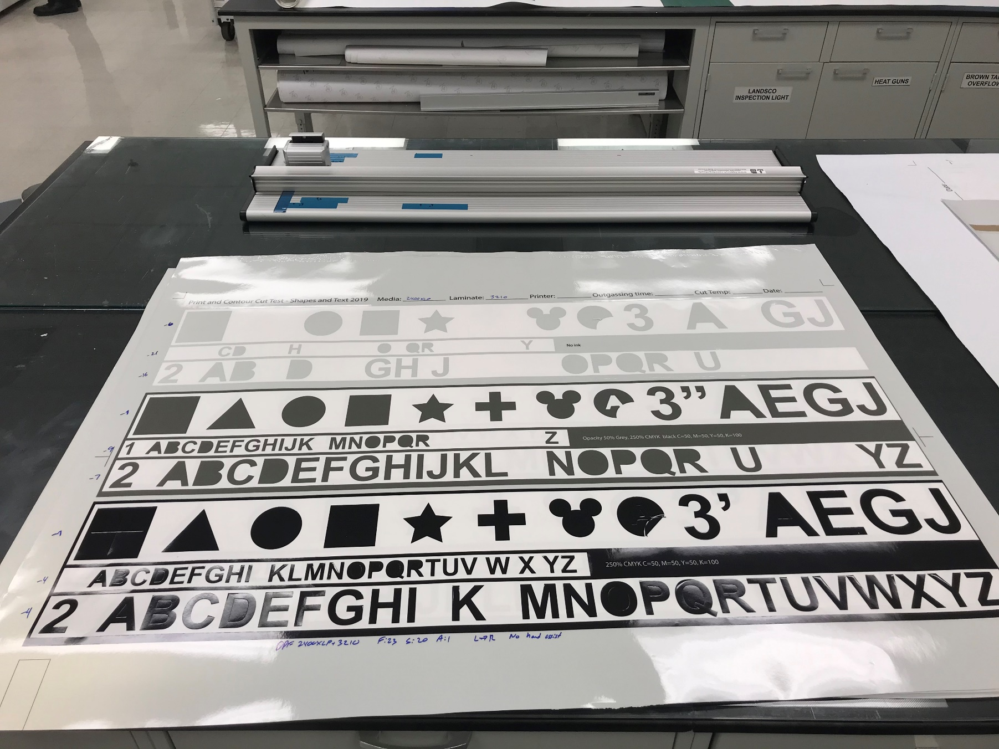 LANDSCO
INSPECTION LIGHT
HEAT GUNS
BROWN
OVERFLOW
Print and Contour Cut Test - Shapes and Text 2019 Media: 2400XLP Laminate: 3210 Printer: Outgassing time: Cut Temp: Date:
-6 3 A GJ
-21 CD H O QR Y No ink
-16 2 AB D GH J OPQR U
-1 3” AEGJ
-9 1 ABCDEFGHIJK MNOPQR Z Opacity 50% Grey, 250% CMYK black C=50, M=50, Y=50, K=100
-7 2 ABCDEFGHIJKL NOPQR U YZ
-1 3’ AEGJ
-4 ABCDEFGHI KLMNOPQRTUV W X YZ 250% CMYK C=50, M=50, Y=50, K=100
-4 2 ABCDEFGHI K MNOPQRTUVWXYZ
DPF 2400XLP+3210 F:23 S:20 A:1 L→R No hand assist